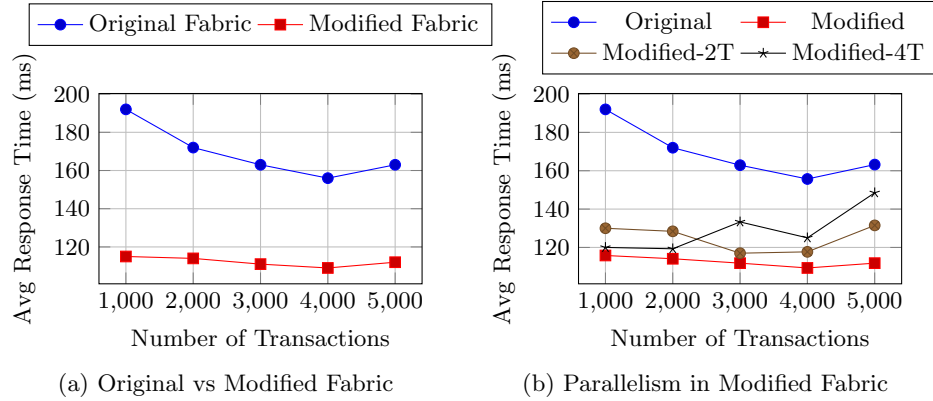 Original Fabric Modified Fabric
Avg Response Time (ms)
200
180
160
140
120
1,000 2,000 3,000 4,000 5,000
Number of Transactions
(a) Original vs Modified Fabric
Original Modified
Modified-2T Modified-4T
Avg Response Time (ms)
200
180
160
140
120
1,000 2,000 3,000 4,000 5,000
Number of Transactions
(b) Parallelism in Modified Fabric